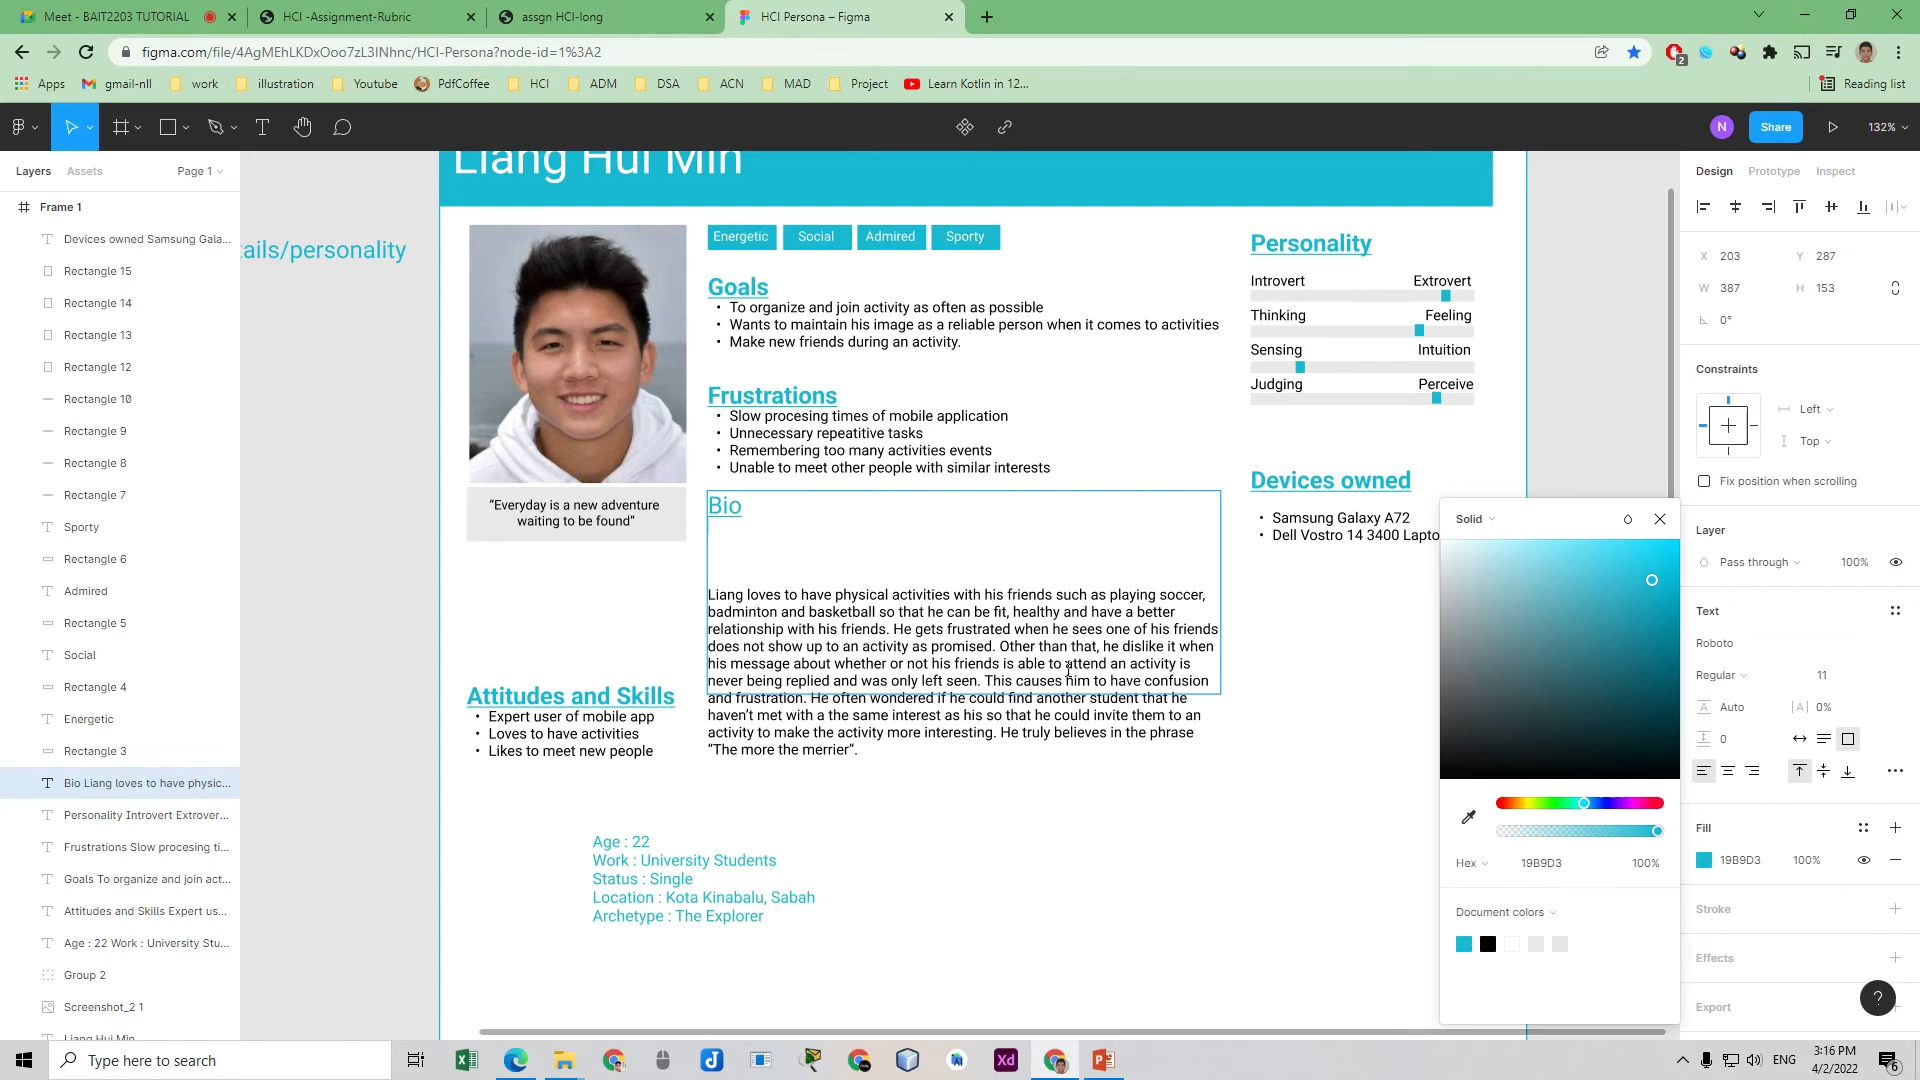 Meet - BAIT2203 TUTORIAL
HCI -Assignment-Rubric
assgn HCI-long
HCI Persona – Figma
figma.com/file/4AgMEhLKDxOoo7zL3INhnc/HCI-Persona?node-id=1%3A2
2
Apps
gmail-nll
work
illustration
Youtube
PdfCoffee
HCI
ADM
DSA
ACN
MAD
Project
Learn Kotlin in 12...
Reading list
N
Share
132%
Layers
Assets
Page 1
Frame 1
Devices owned Samsung Gala...
Rectangle 15
Rectangle 14
Rectangle 13
Rectangle 12
Rectangle 10
Rectangle 9
Rectangle 8
Rectangle 7
Sporty
Rectangle 6
Admired
Rectangle 5
Social
Rectangle 4
Energetic
Rectangle 3
Bio Liang loves to have physic...
Personality Introvert Extrover...
Frustrations Slow procesing ti...
Goals To organize and join act...
Attitudes and Skills Expert us...
Age : 22 Work : University Stu...
Group 2
Screenshot_2 1
Liang Hui Min
ails/personality
Liang Hui Min
"Everyday is a new adventure
waiting to be found"
Attitudes and Skills
• Expert user of mobile app
• Loves to have activities
• Likes to meet new people
Energetic
Social
Admired
Sporty
Goals
• To organize and join activity as often as possible
• Wants to maintain his image as a reliable person when it comes to activities
• Make new friends during an activity.
Frustrations
• Slow procesing times of mobile application
• Unnecessary repeatitive tasks
• Remembering too many activities events
• Unable to meet other people with similar interests
Bio
Liang loves to have physical activities with his friends such as playing soccer,
badminton and basketball so that he can be fit, healthy and have a better
relationship with his friends. He gets frustrated when he sees one of his friends
does not show up to an activity as promised. Other than that, he dislike it when
his message about whether or not his friends is able to attend an activity is
never being replied and was only left seen. This causes him to have confusion
and frustration. He often wondered if he could find another student that he
haven't met with a the same interest as his so that he could invite them to an
activity to make the activity more interesting. He truly believes in the phrase
"The more the merrier".
Age : 22
Work : University Students
Status : Single
Location : Kota Kinabalu, Sabah
Archetype : The Explorer
Personality
Introvert
Extrovert
Thinking
Feeling
Sensing
Intuition
Judging
Perceive
Devices owned
• Samsung Galaxy A72
• Dell Vostro 14 3400 Lapto
Solid
Hex
19B9D3
100%
Document colors
Design
Prototype
Inspect
X 203
Y 287
W 387
H 153
0°
Constraints
Left
Top
Fix position when scrolling
Layer
Pass through
100%
Text
Roboto
Regular
11
Auto
0%
0
Fill
19B9D3
100%
Stroke
Effects
Export
?
Type here to search
ENG
3:16 PM
4/2/2022
6